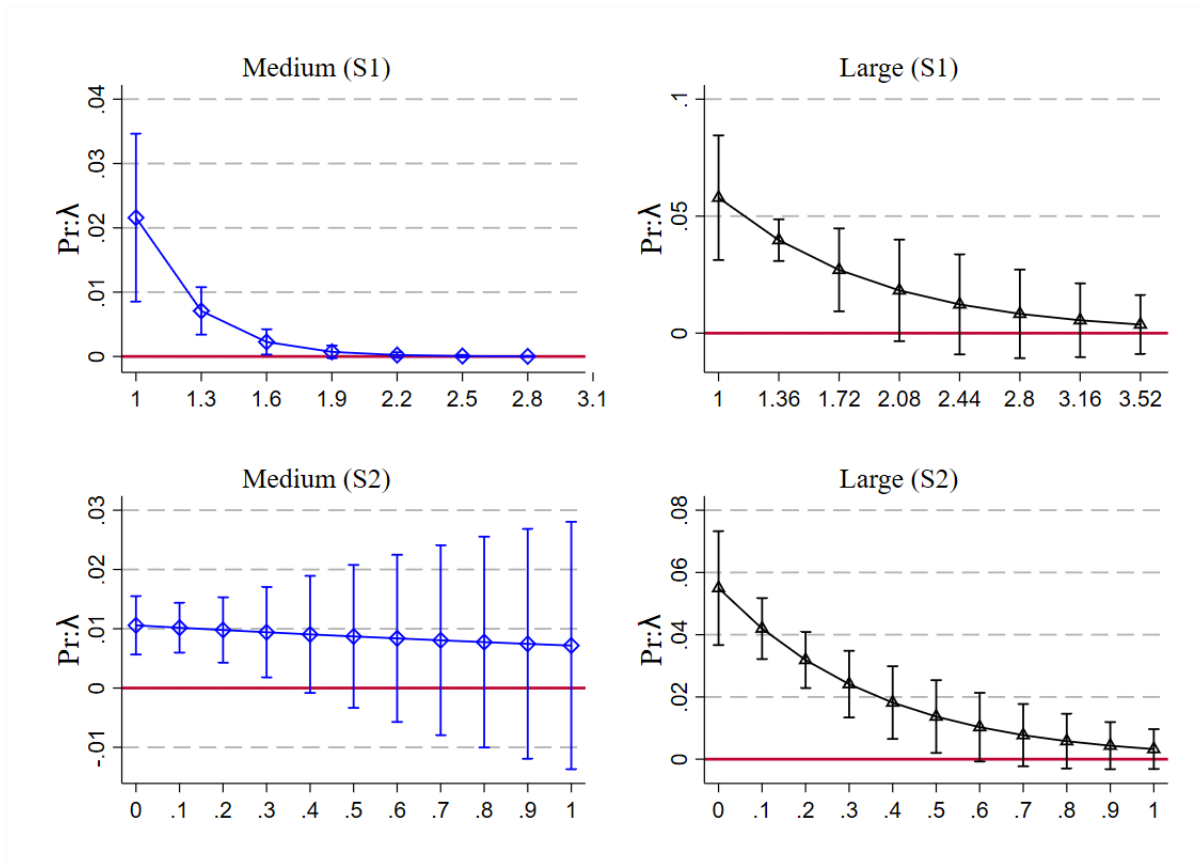 Medium (S1)
Pr:λ
.04
.03
.02
.01
0
1 1.3 1.6 1.9 2.2 2.5 2.8 3.1
Large (S1)
Pr:λ
.1
.05
0
1 1.36 1.72 2.08 2.44 2.8 3.16 3.52
Medium (S2)
Pr:λ
.03
.02
.01
0
-.01
0 .1 .2 .3 .4 .5 .6 .7 .8 .9 1
Large (S2)
Pr:λ
.08
.06
.04
.02
0
0 .1 .2 .3 .4 .5 .6 .7 .8 .9 1